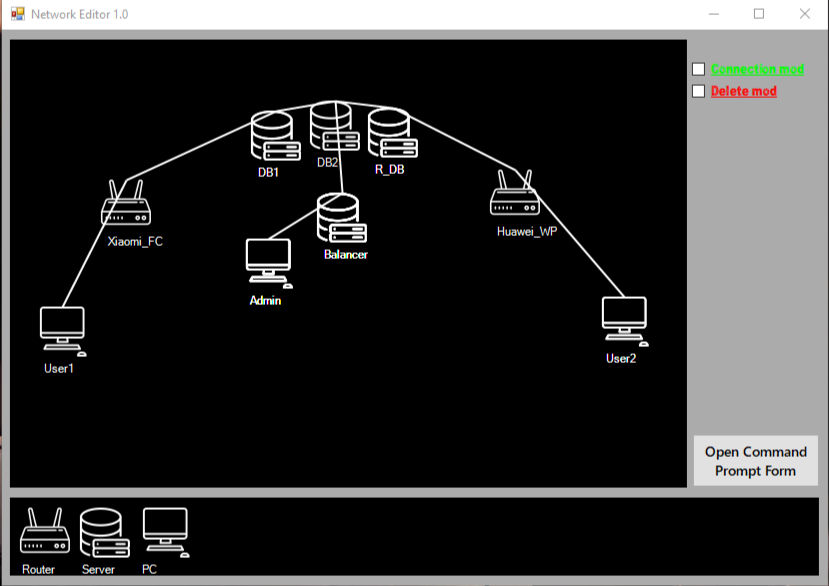 Network Editor 1.0
Connection mod
Delete mod
DB1
DB2
R_DB
Xiaomi_FC
Huawei_WP
Balancer
Admin
User1
User2
Open Command
Prompt Form
Router
Server
PC